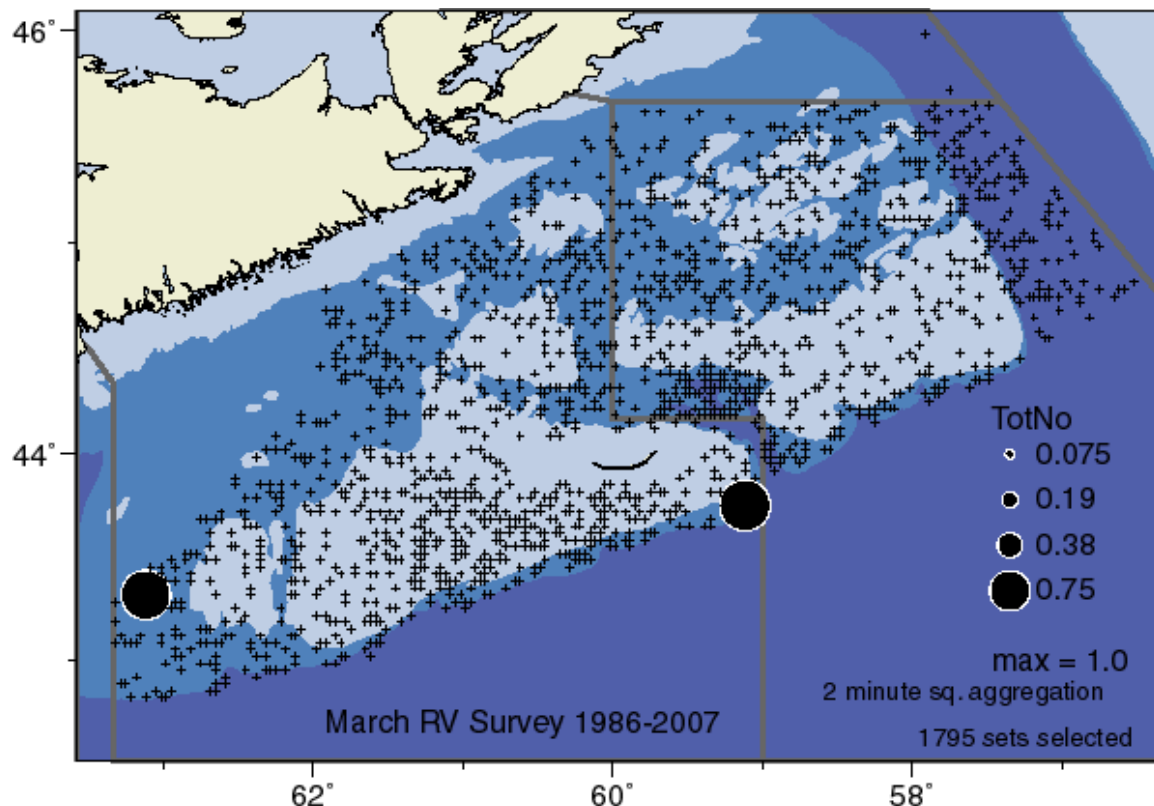 46°
44°
TotNo
0.075
0.19
0.38
0.75
max = 1.0
2 minute sq. aggregation
March RV Survey 1986-2007
1795 sets selected
62°
60°
58°